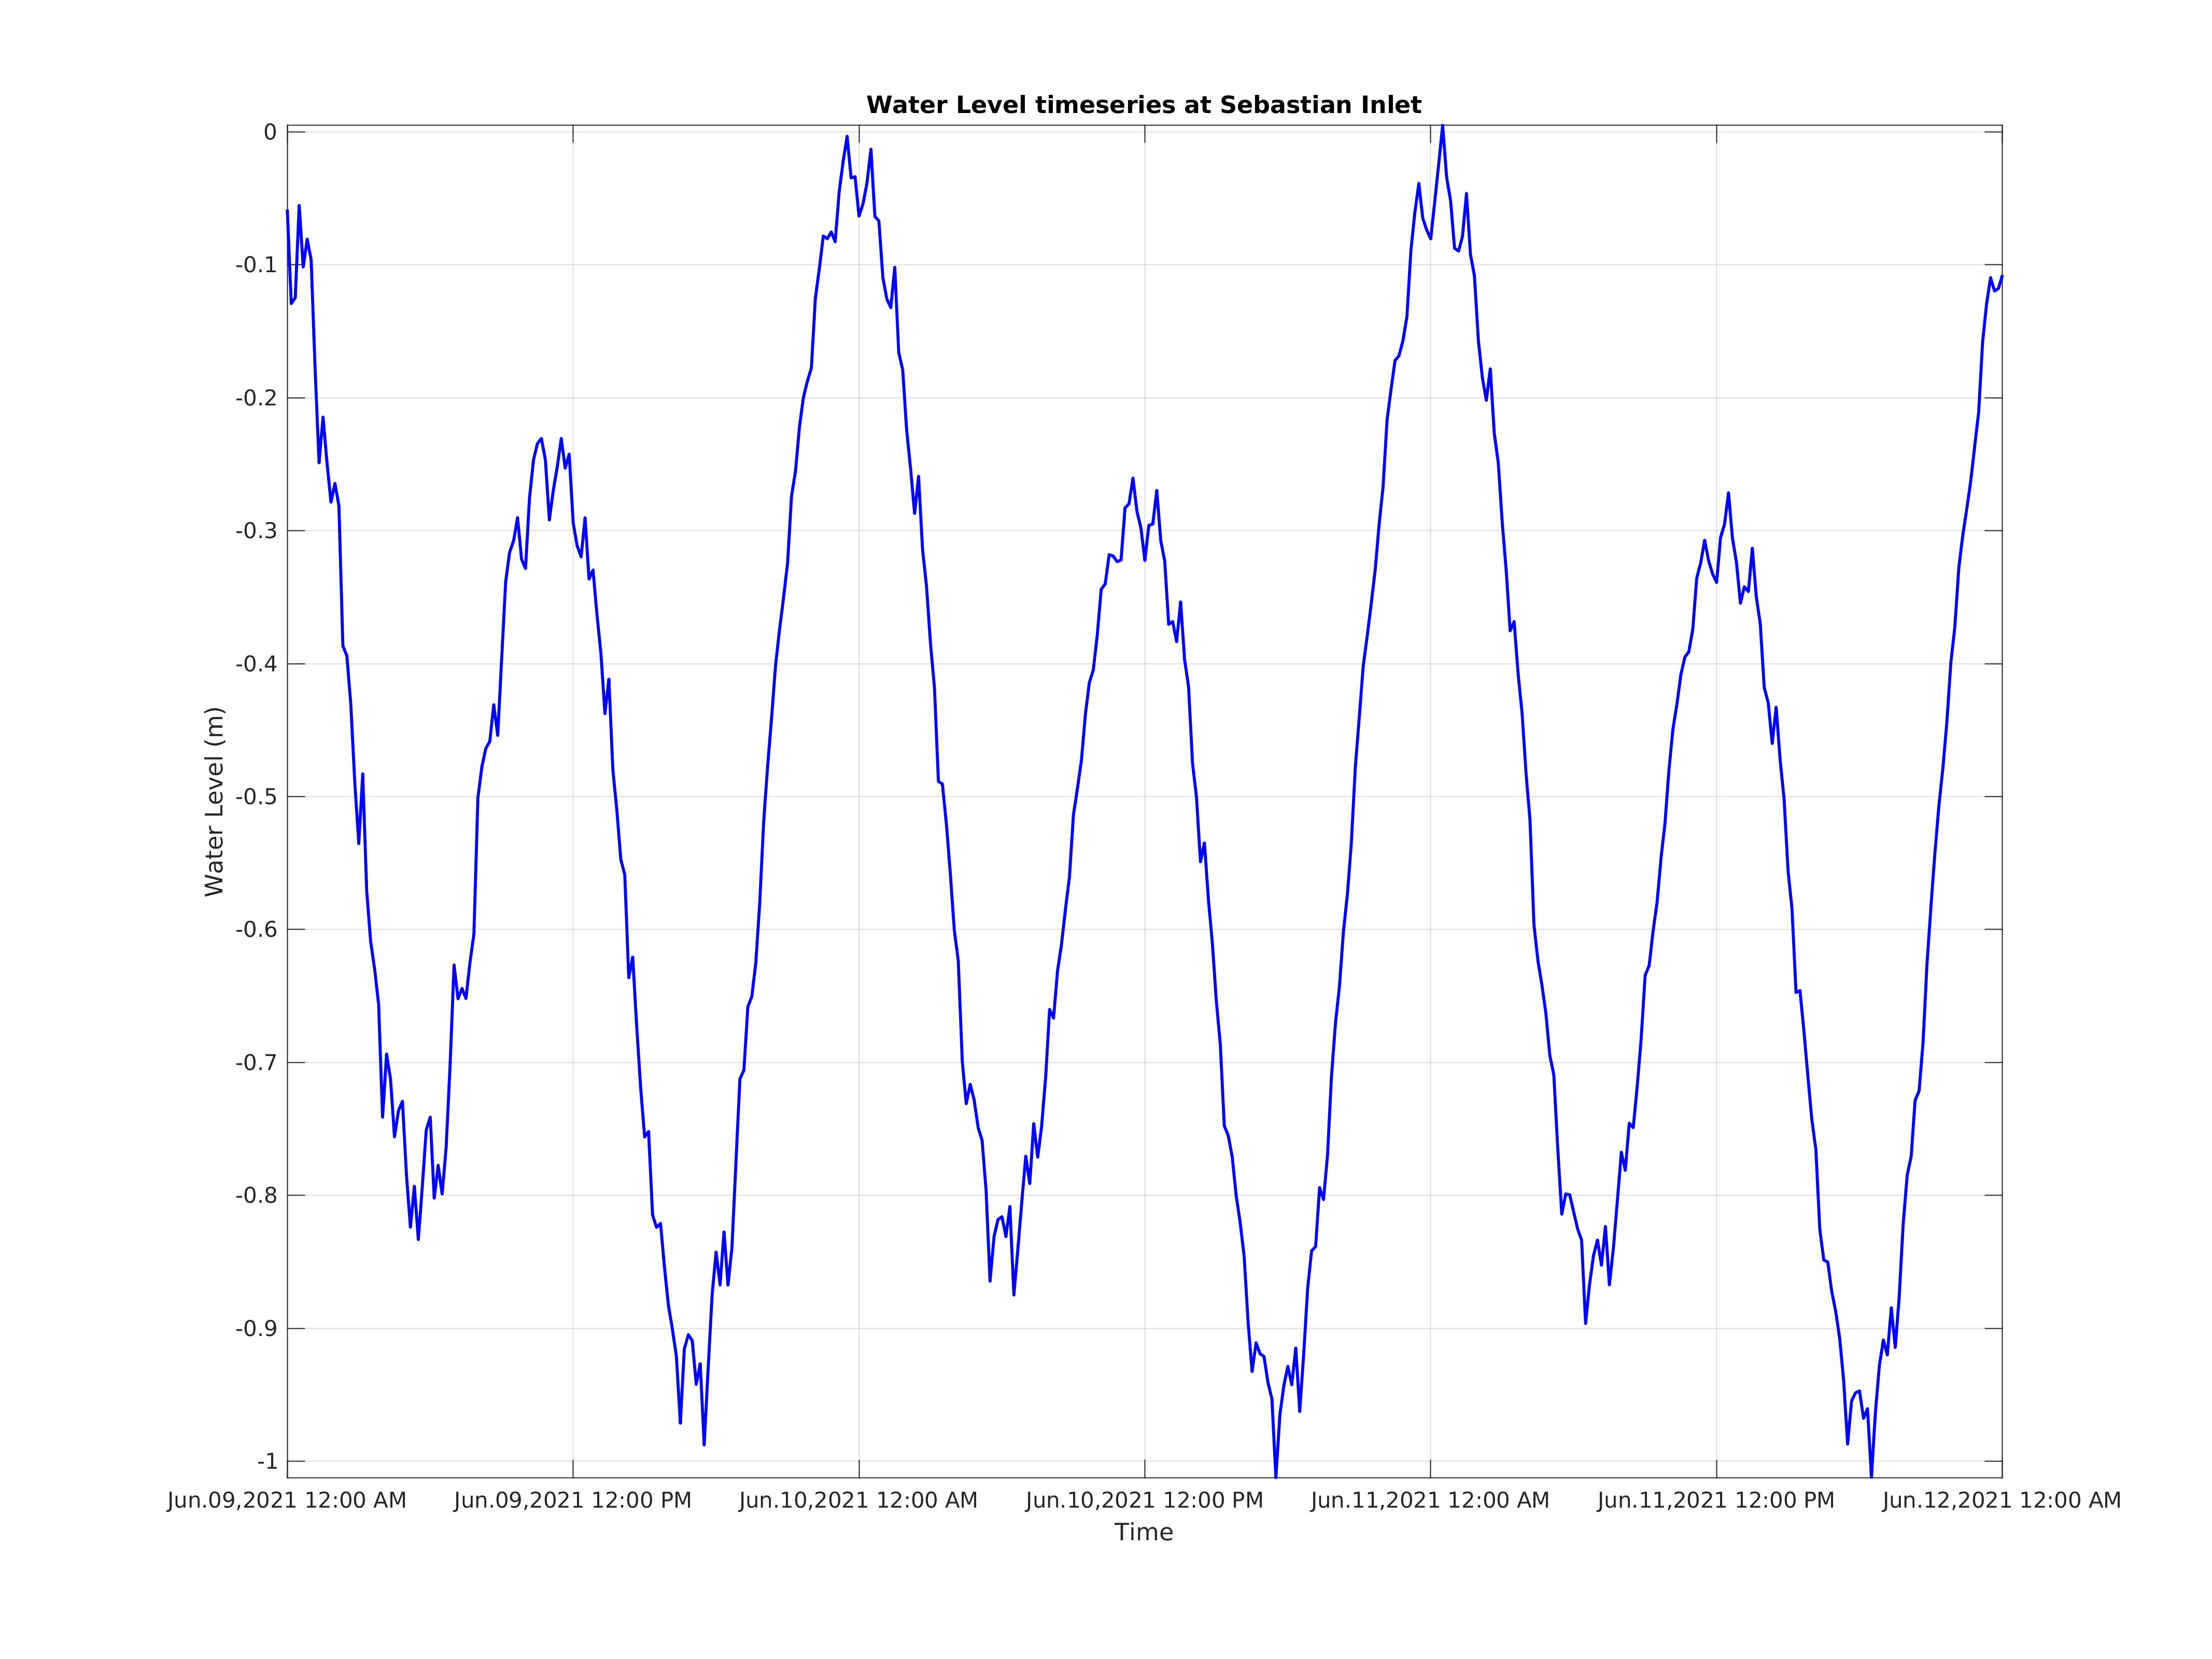 Water Level timeseries at Sebastian Inlet
0
-0.1
-0.2
-0.3
-0.4
-0.5
-0.6
-0.7
-0.8
-0.9
-1
Water Level (m)
Jun.09,2021 12:00 AM Jun.09,2021 12:00 PM Jun.10,2021 12:00 AM Jun.10,2021 12:00 PM Jun.11,2021 12:00 AM Jun.11,2021 12:00 PM Jun.12,2021 12:00 AM
Time